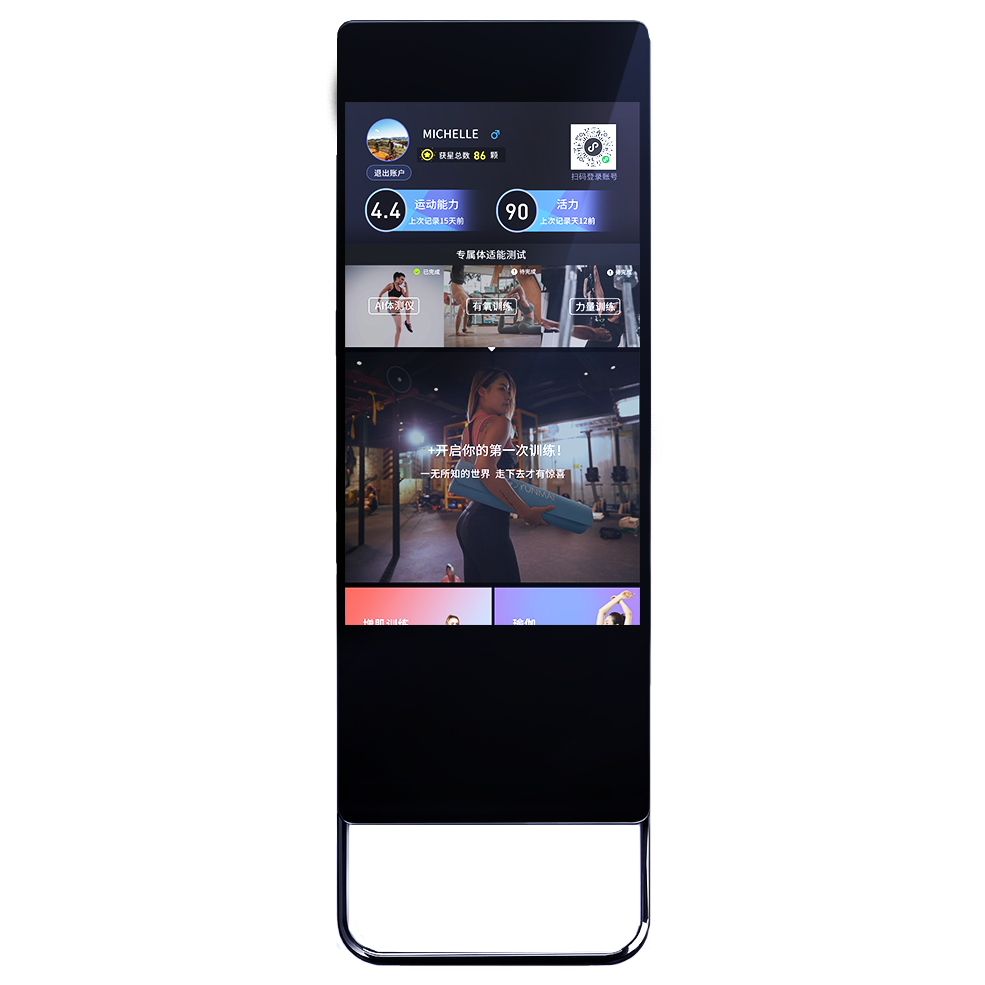 MICHELLE
获星总数 86 颗
退出账户
扫码登录账号
4.4 运动能力
上次记录15天前
90 活力
上次记录天12前
专属体适能测试
已完成
待完成
待完成
AI体测仪
有氧训练
力量训练
+开启你的第一次训练!
一无所知的世界 走下去才有惊喜
YUNMAI
增肌训练
瑜伽